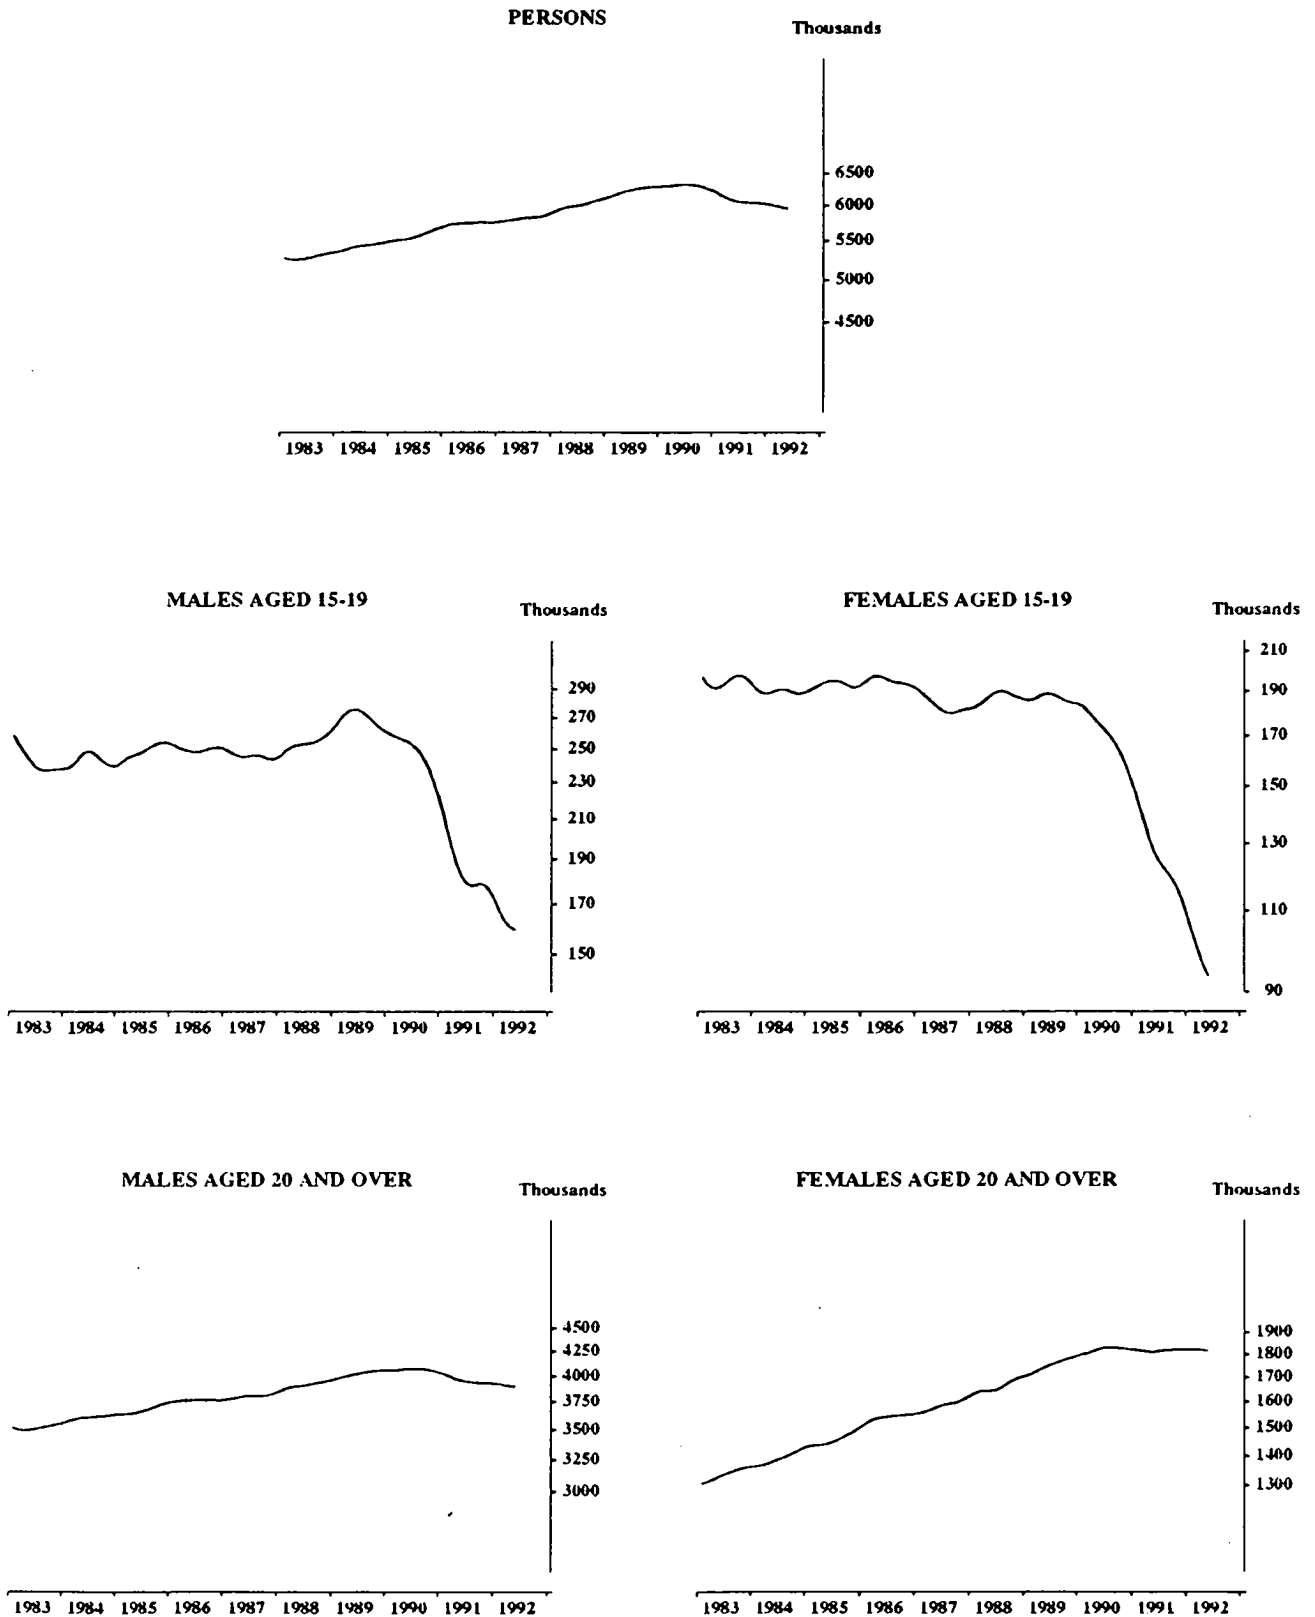 PERSONS
Thousands
6500
6000
5500
5000
4500
1983 1984 1985 1986 1987 1988 1989 1990 1991 1992
MALES AGED 15-19
Thousands
290
270
250
230
210
190
170
150
1983 1984 1985 1986 1987 1988 1989 1990 1991 1992
FEMALES AGED 15-19
Thousands
210
190
170
150
130
110
90
1983 1984 1985 1986 1987 1988 1989 1990 1991 1992
MALES AGED 20 AND OVER
Thousands
4500
4250
4000
3750
3500
3250
3000
1983 1984 1985 1986 1987 1988 1989 1990 1991 1992
FEMALES AGED 20 AND OVER
Thousands
1900
1800
1700
1600
1500
1400
1300
1983 1984 1985 1986 1987 1988 1989 1990 1991 1992